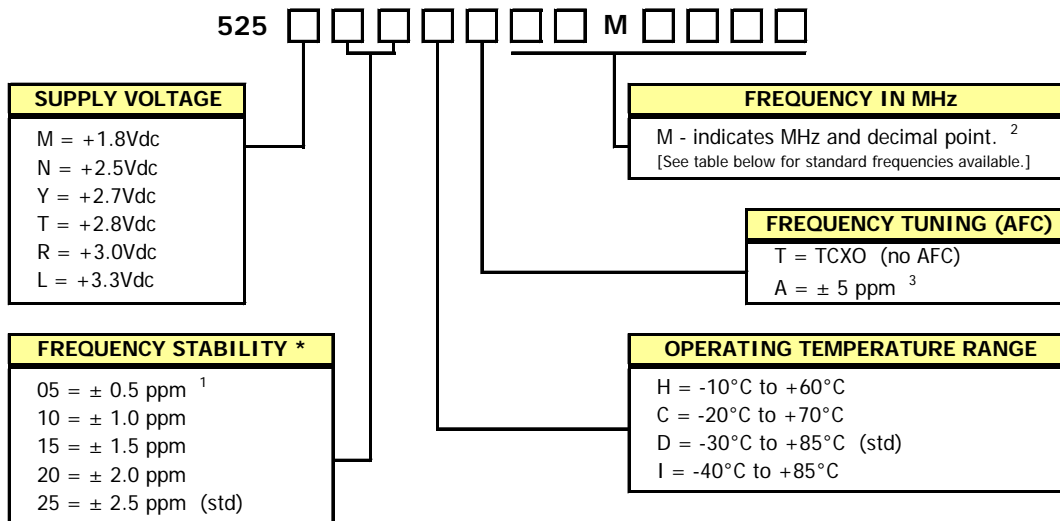 525 M
SUPPLY VOLTAGE
M = +1.8Vdc
N = +2.5Vdc
Y = +2.7Vdc
T = +2.8Vdc
R = +3.0Vdc
L = +3.3Vdc
FREQUENCY IN MHz
M - indicates MHz and decimal point. 2
[See table below for standard frequencies available.]
FREQUENCY TUNING (AFC)
T = TCXO (no AFC)
A = ± 5 ppm 3
FREQUENCY STABILITY *
05 = ± 0.5 ppm 1
10 = ± 1.0 ppm
15 = ± 1.5 ppm
20 = ± 2.0 ppm
25 = ± 2.5 ppm (std)
OPERATING TEMPERATURE RANGE
H = -10°C to +60°C
C = -20°C to +70°C
D = -30°C to +85°C (std)
I = -40°C to +85°C